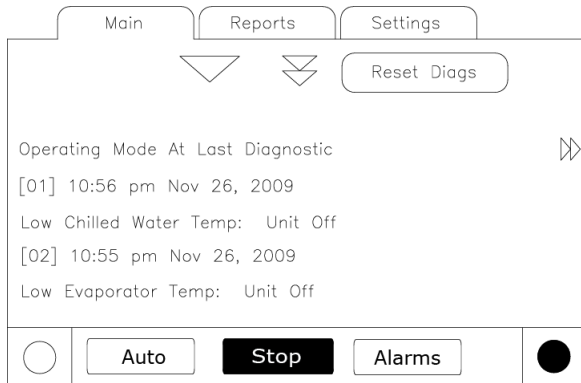 Main Reports Settings
Reset Diags
Operating Mode At Last Diagnostic
[01] 10:56 pm Nov 26, 2009
Low Chilled Water Temp: Unit Off
[02] 10:55 pm Nov 26, 2009
Low Evaporator Temp: Unit Off
Auto Stop Alarms